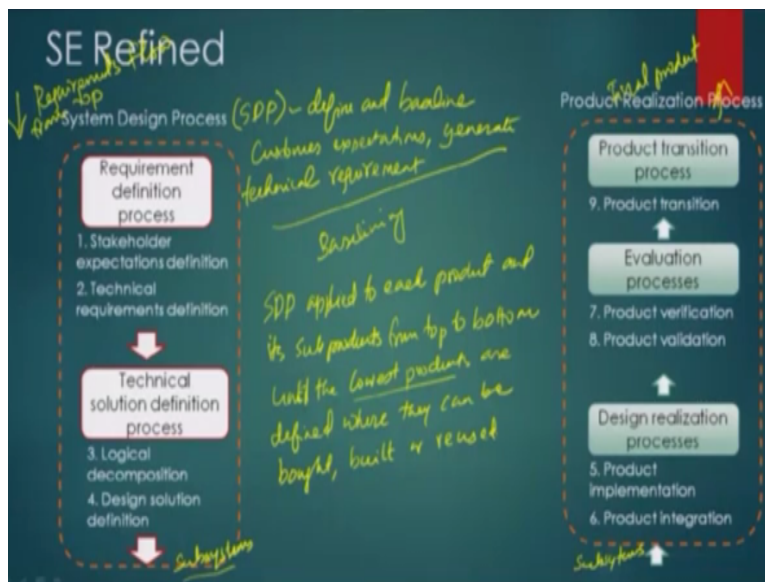 SE Refined
Requirements Flow
from top
System Design Process
Requirement
definition
process
1. Stakeholder
expectations definition
2. Technical
requirements definition
Technical
solution definition
process
3. Logical
decomposition
4. Design solution
definition
Subsystems
(SDP) - define and baseline
Customers expectations, generate
technical requirement
Baselining
SDP applied to each product and
its subproducts from top to bottom
until the lowest products are
defined where they can be
bought, built or reused
Final product
Product Realization Process
Product transition
process
9. Product transition
Evaluation
processes
7. Product verification
8. Product validation
Design realization
processes
5. Product
implementation
6. Product integration
Subsystems